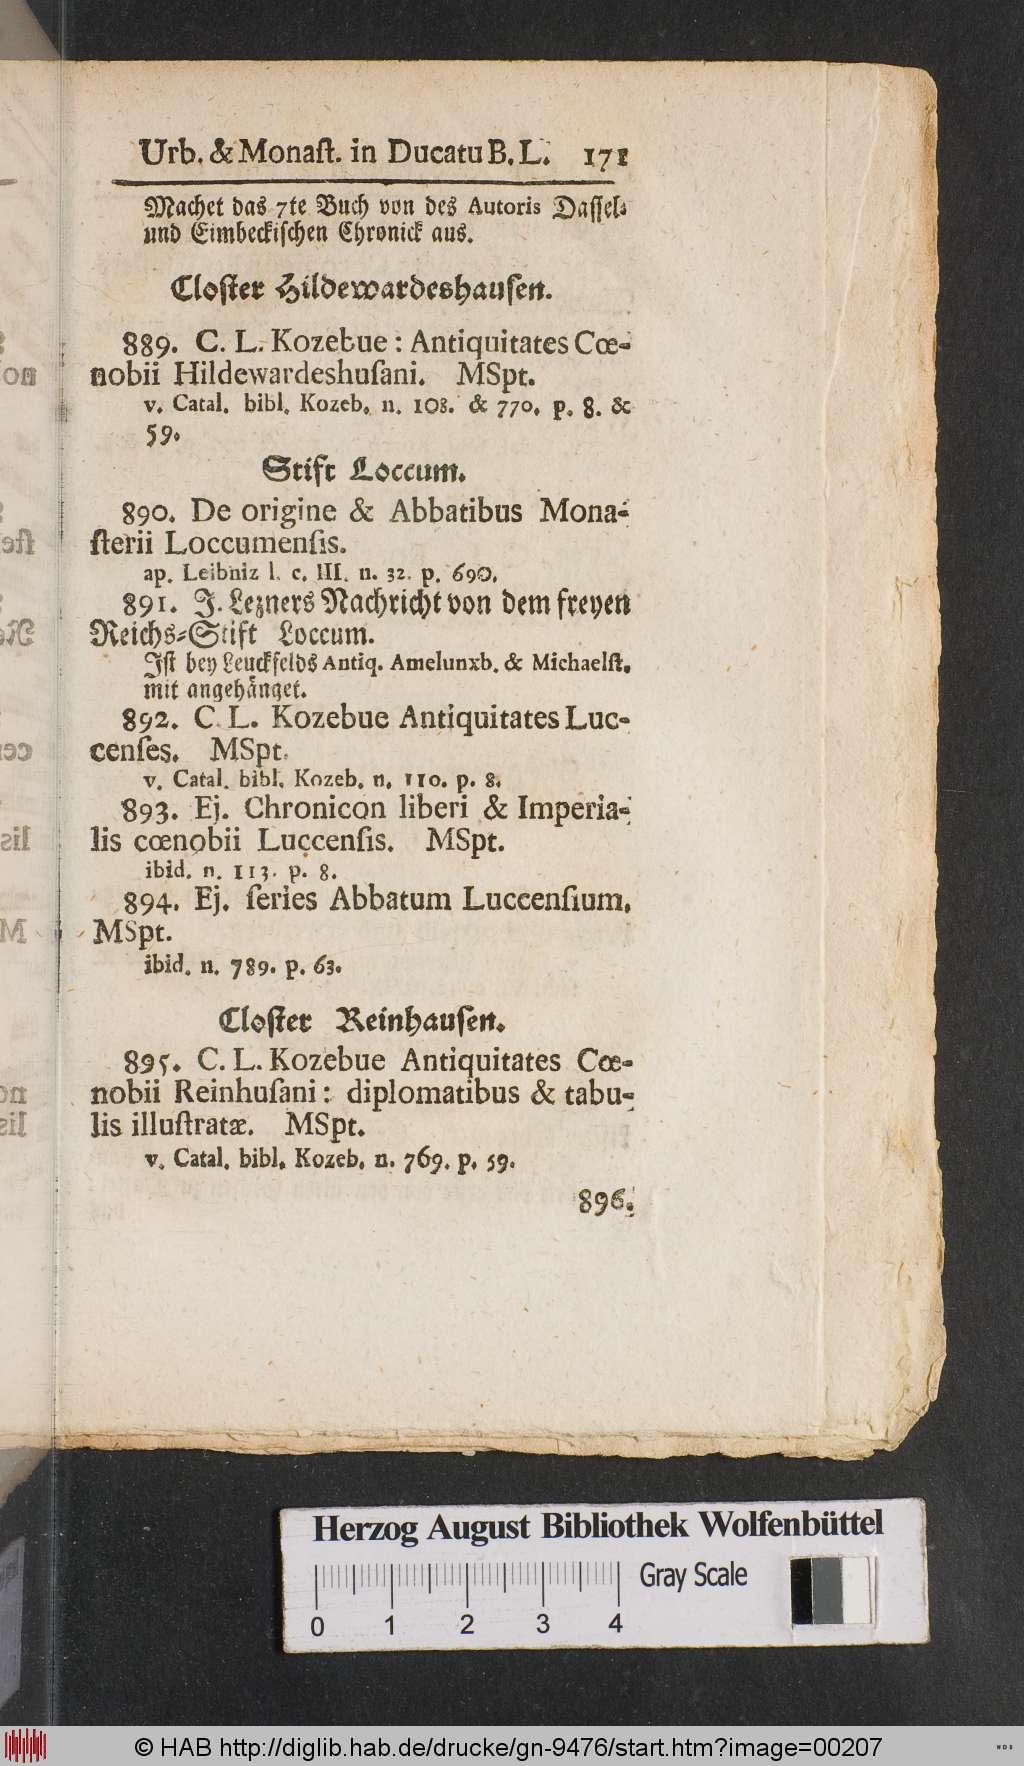 Urb. & Monaſt. in Ducatu B. L. 171
Machet das 7te Buch von des Autoris Daſſel-
und Eimbeckiſchen Chronick aus.
Cloſter Hildewardeshauſen.
889. C. L. Kozebue: Antiquitates Cœ-
nobii Hildewardeshuſani. MSpt.
v. Catal. bibl. Kozeb. n. 108. & 770. p. 8. &
59.
Stift Loccum.
890. De origine & Abbatibus Mona-
ſterii Loccumenſis.
ap. Leibniz l. c. III. n. 32. p. 690.
891. J. Lezners Nachricht von dem freyen
Reichs-Stift Loccum.
Iſt bey Leuckfelds Antiq. Amelunxb. & Michaelſt.
mit angehänget.
892. C. L. Kozebue Antiquitates Luc-
cenſes. MSpt.
v. Catal. bibl. Kozeb. n. 110. p. 8.
893. Ej. Chronicon liberi & Imperia-
lis cœnobii Luccenſis. MSpt.
ibid. n. 113. p. 8.
894. Ej. ſeries Abbatum Luccenſium.
MSpt.
ibid. n. 789. p. 63.
Cloſter Reinhauſen.
895. C. L. Kozebue Antiquitates Cœ-
nobii Reinhuſani: diplomatibus & tabu-
lis illuſtratæ. MSpt.
v. Catal. bibl. Kozeb. n. 769. p. 59.
896.
Herzog August Bibliothek Wolfenbüttel
Gray Scale
0 1 2 3 4
© HAB http://diglib.hab.de/drucke/gn-9476/start.htm?image=00207